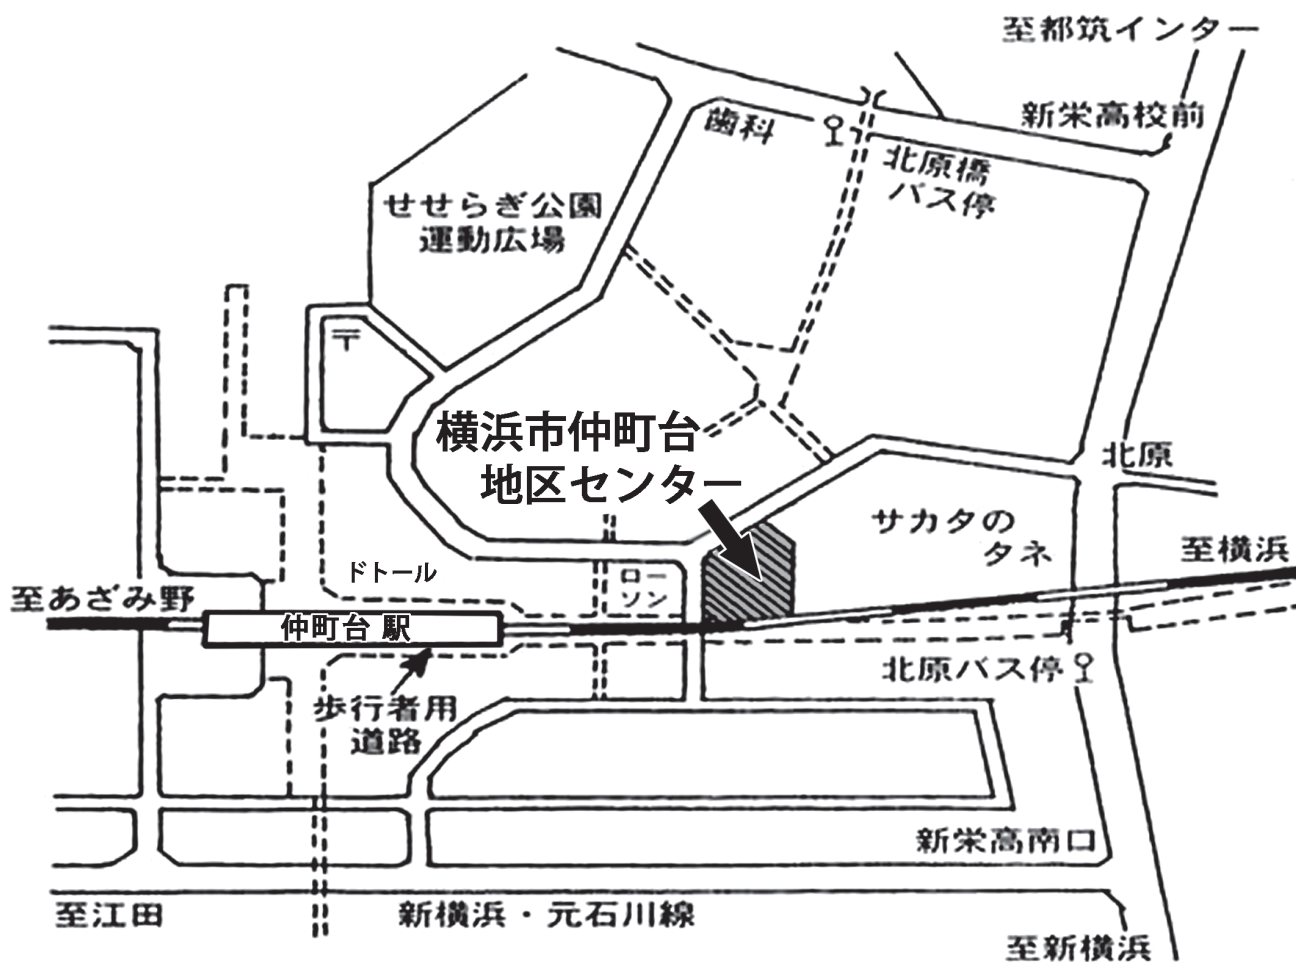 至都筑インター
新栄高校前
歯科
北原橋
バス停
せせらぎ公園
運動広場
〒
横浜市仲町台
地区センター
北原
サカタの
タネ
至横浜
ドトール
ロー
ソン
至あざみ野
仲町台 駅
北原バス停
歩行者用
道路
新栄高南口
至江田
新横浜・元石川線
至新横浜